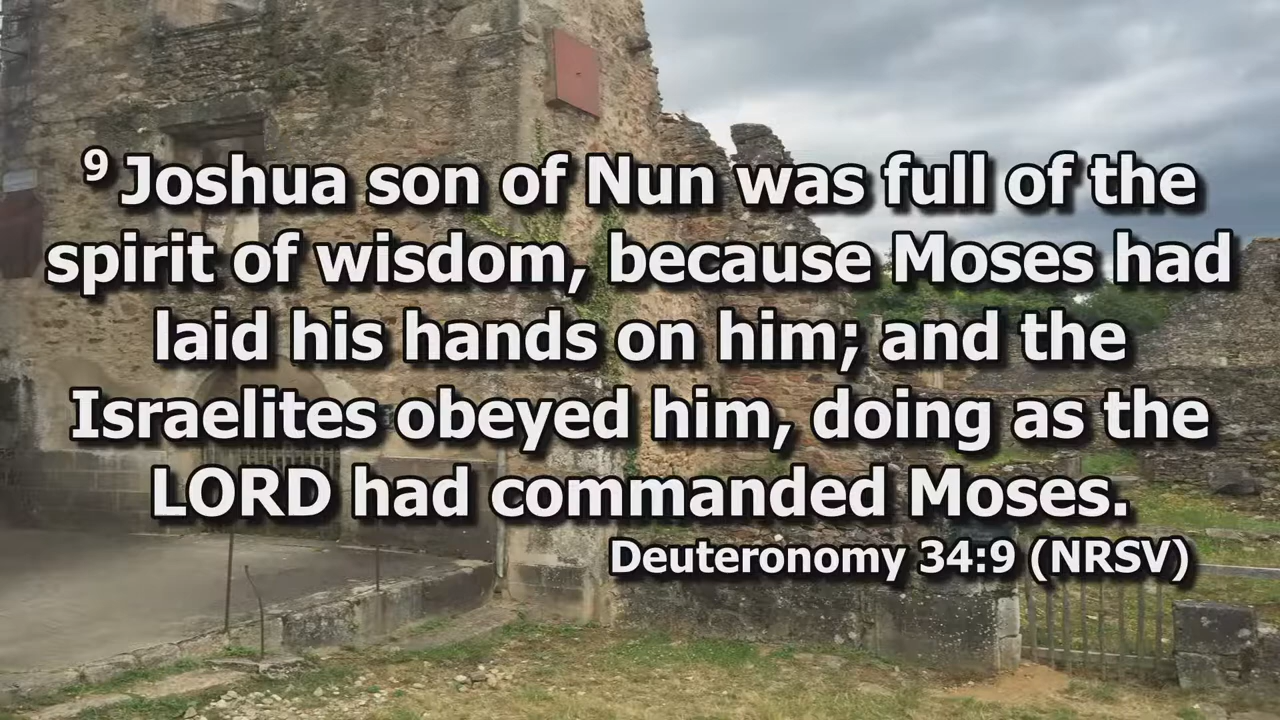 9 Joshua son of Nun was full of the
spirit of wisdom, because Moses had
laid his hands on him; and the
Israelites obeyed him, doing as the
LORD had commanded Moses.
Deuteronomy 34:9 (NRSV)